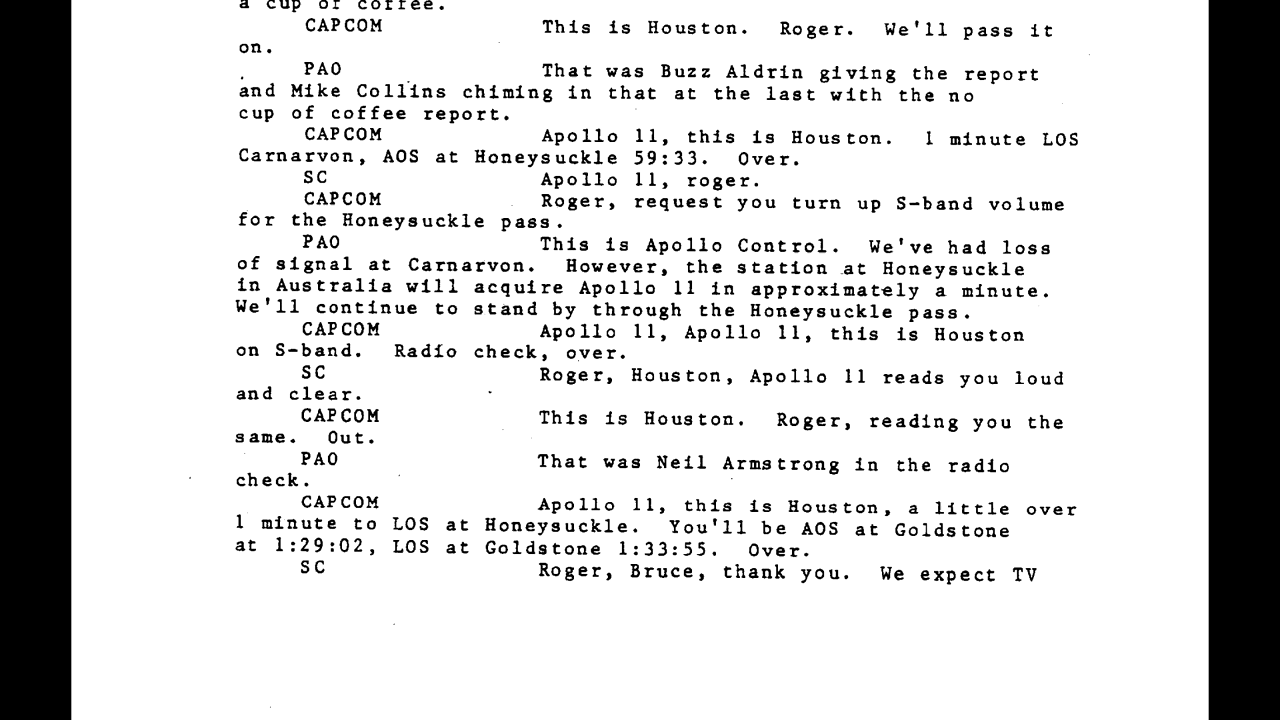 a cup of coffee.
CAPCOM This is Houston. Roger. We'll pass it
on.
PAO That was Buzz Aldrin giving the report
and Mike Collins chiming in that at the last with the no
cup of coffee report.
CAPCOM Apollo 11, this is Houston. 1 minute LOS
Carnarvon, AOS at Honeysuckle 59:33. Over.
SC Apollo 11, roger.
CAPCOM Roger, request you turn up S-band volume
for the Honeysuckle pass.
PAO This is Apollo Control. We've had loss
of signal at Carnarvon. However, the station at Honeysuckle
in Australia will acquire Apollo 11 in approximately a minute.
We'll continue to stand by through the Honeysuckle pass.
CAPCOM Apollo 11, Apollo 11, this is Houston
on S-band. Radio check, over.
SC Roger, Houston, Apollo 11 reads you loud
and clear.
CAPCOM This is Houston. Roger, reading you the
same. Out.
PAO That was Neil Armstrong in the radio
check.
CAPCOM Apollo 11, this is Houston, a little over
1 minute to LOS at Honeysuckle. You'll be AOS at Goldstone
at 1:29:02, LOS at Goldstone 1:33:55. Over.
SC Roger, Bruce, thank you. We expect TV